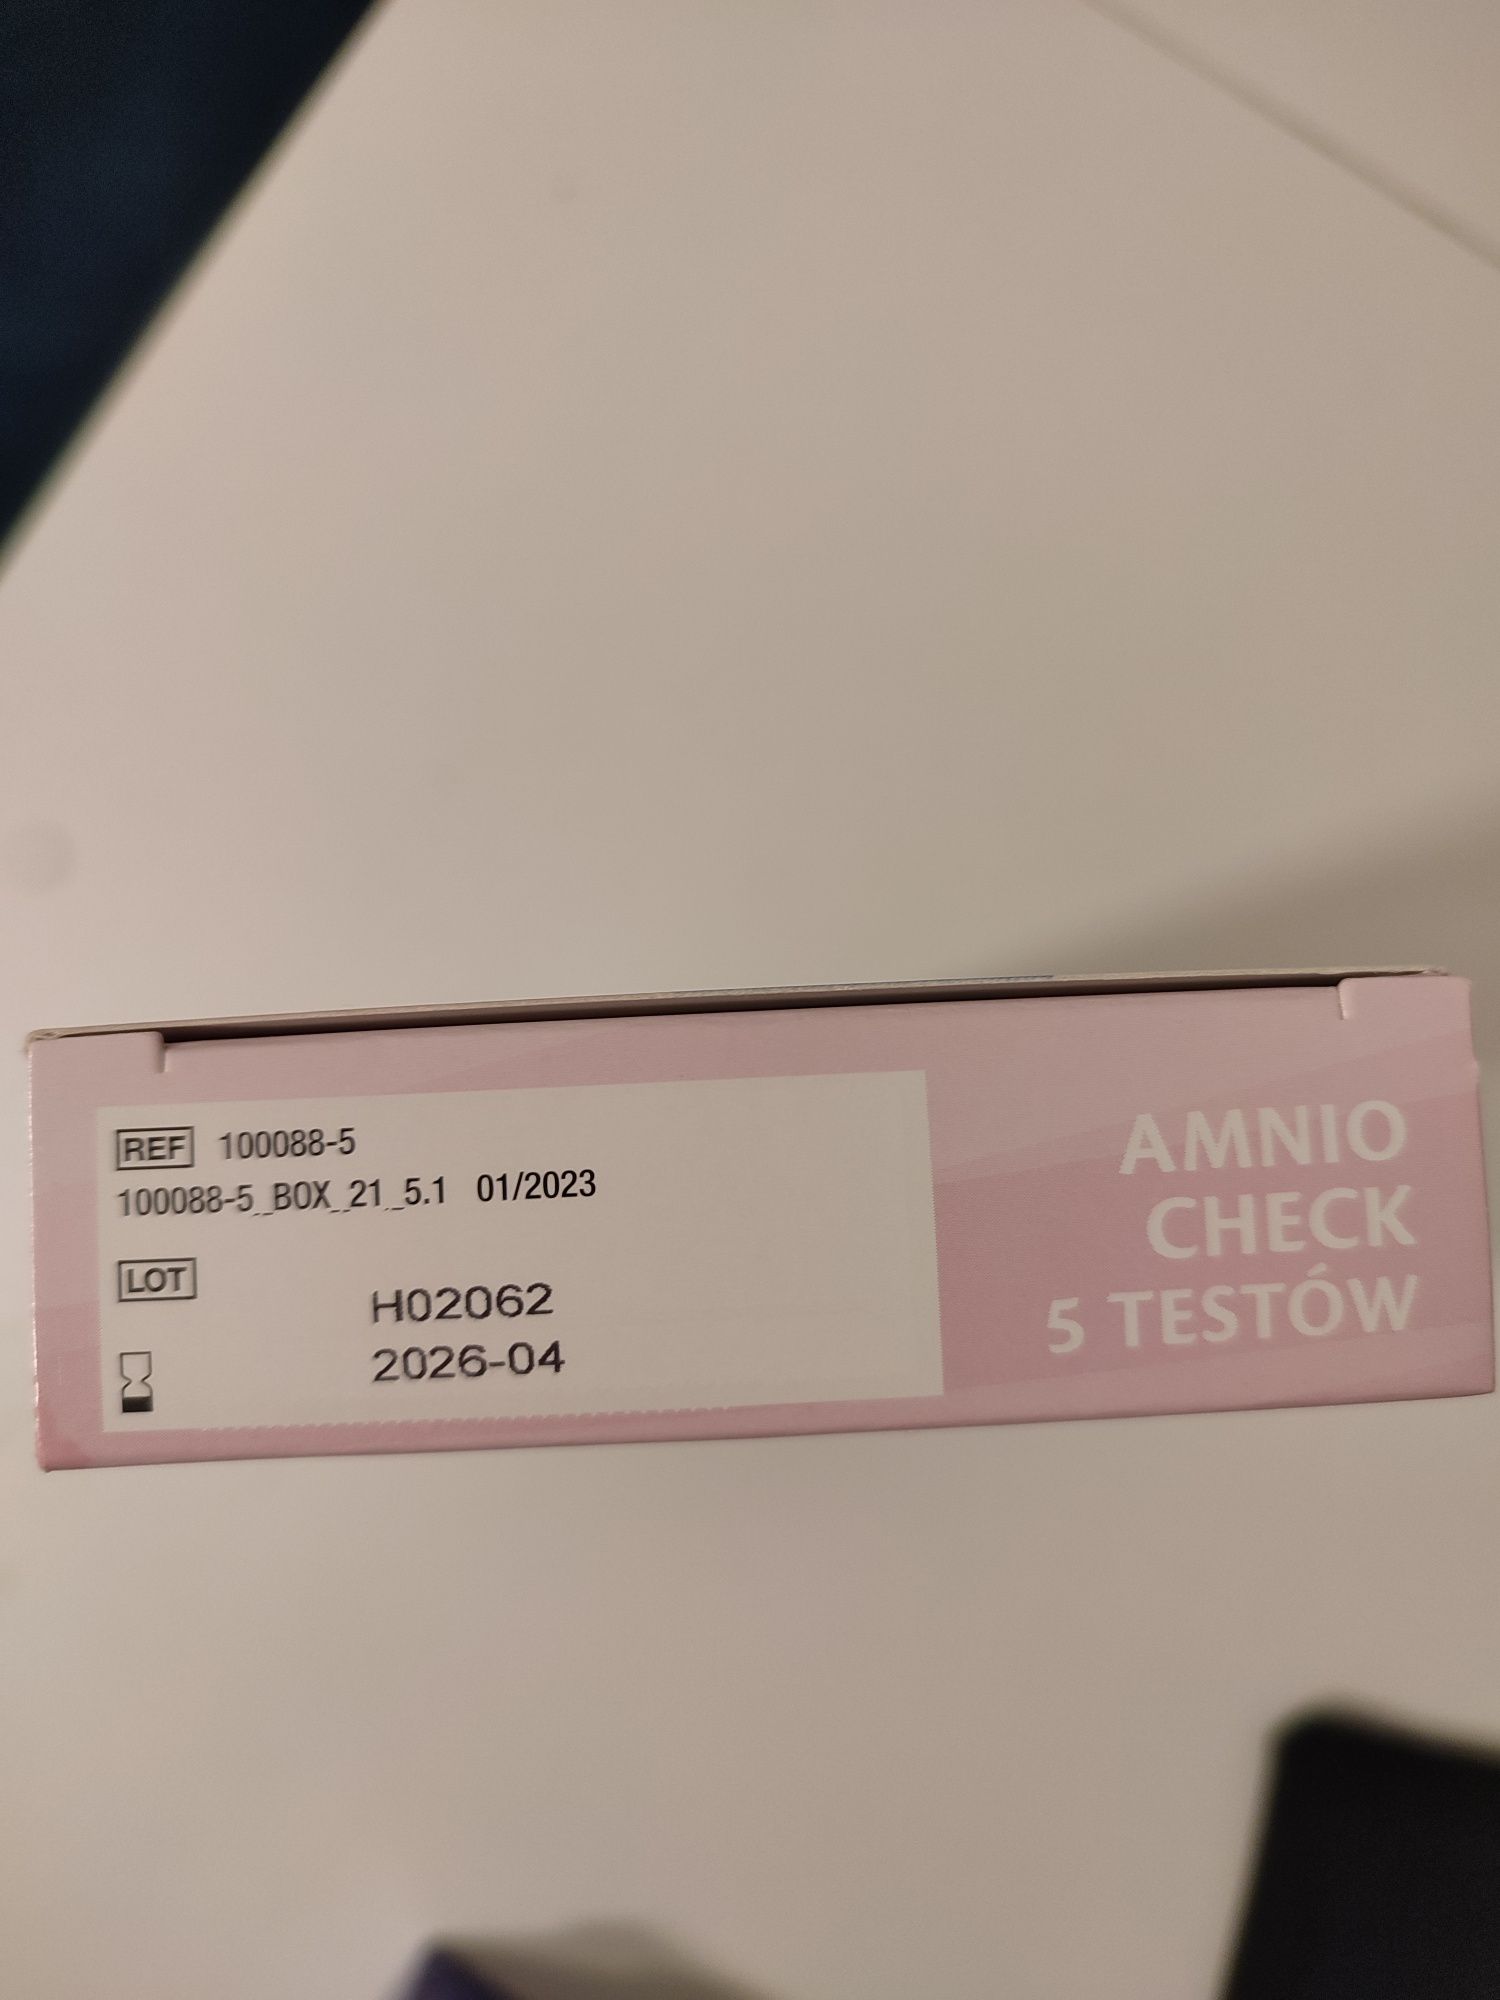 REF 100088-5
100088-5_BOX_21_5.1 01/2023
LOT
H02062
2026-04
AMNIO
CHECK
5 TESTÓW